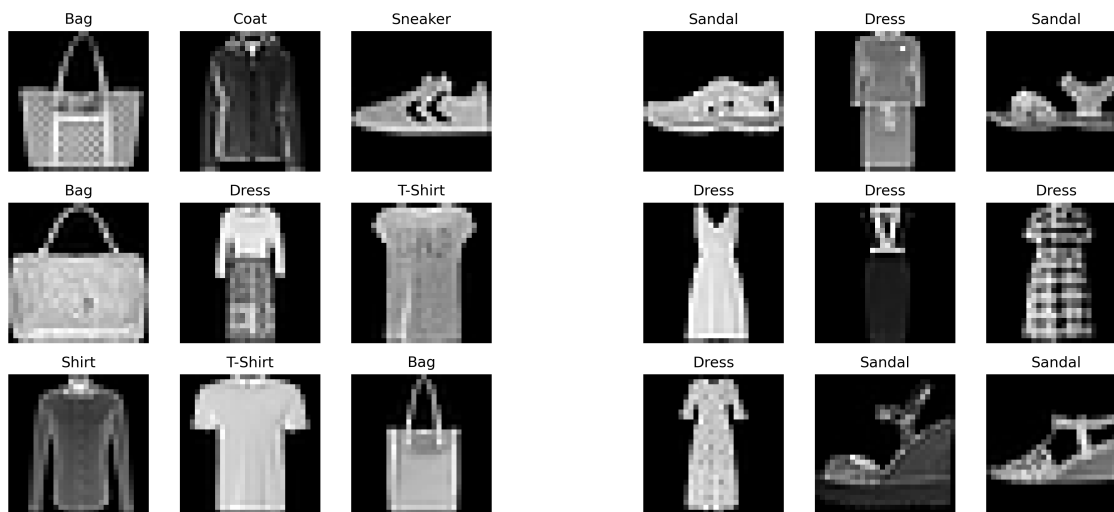 Bag Coat Sneaker
Bag Dress T-Shirt
Shirt T-Shirt Bag
Sandal Dress Sandal
Dress Dress Dress
Dress Sandal Sandal